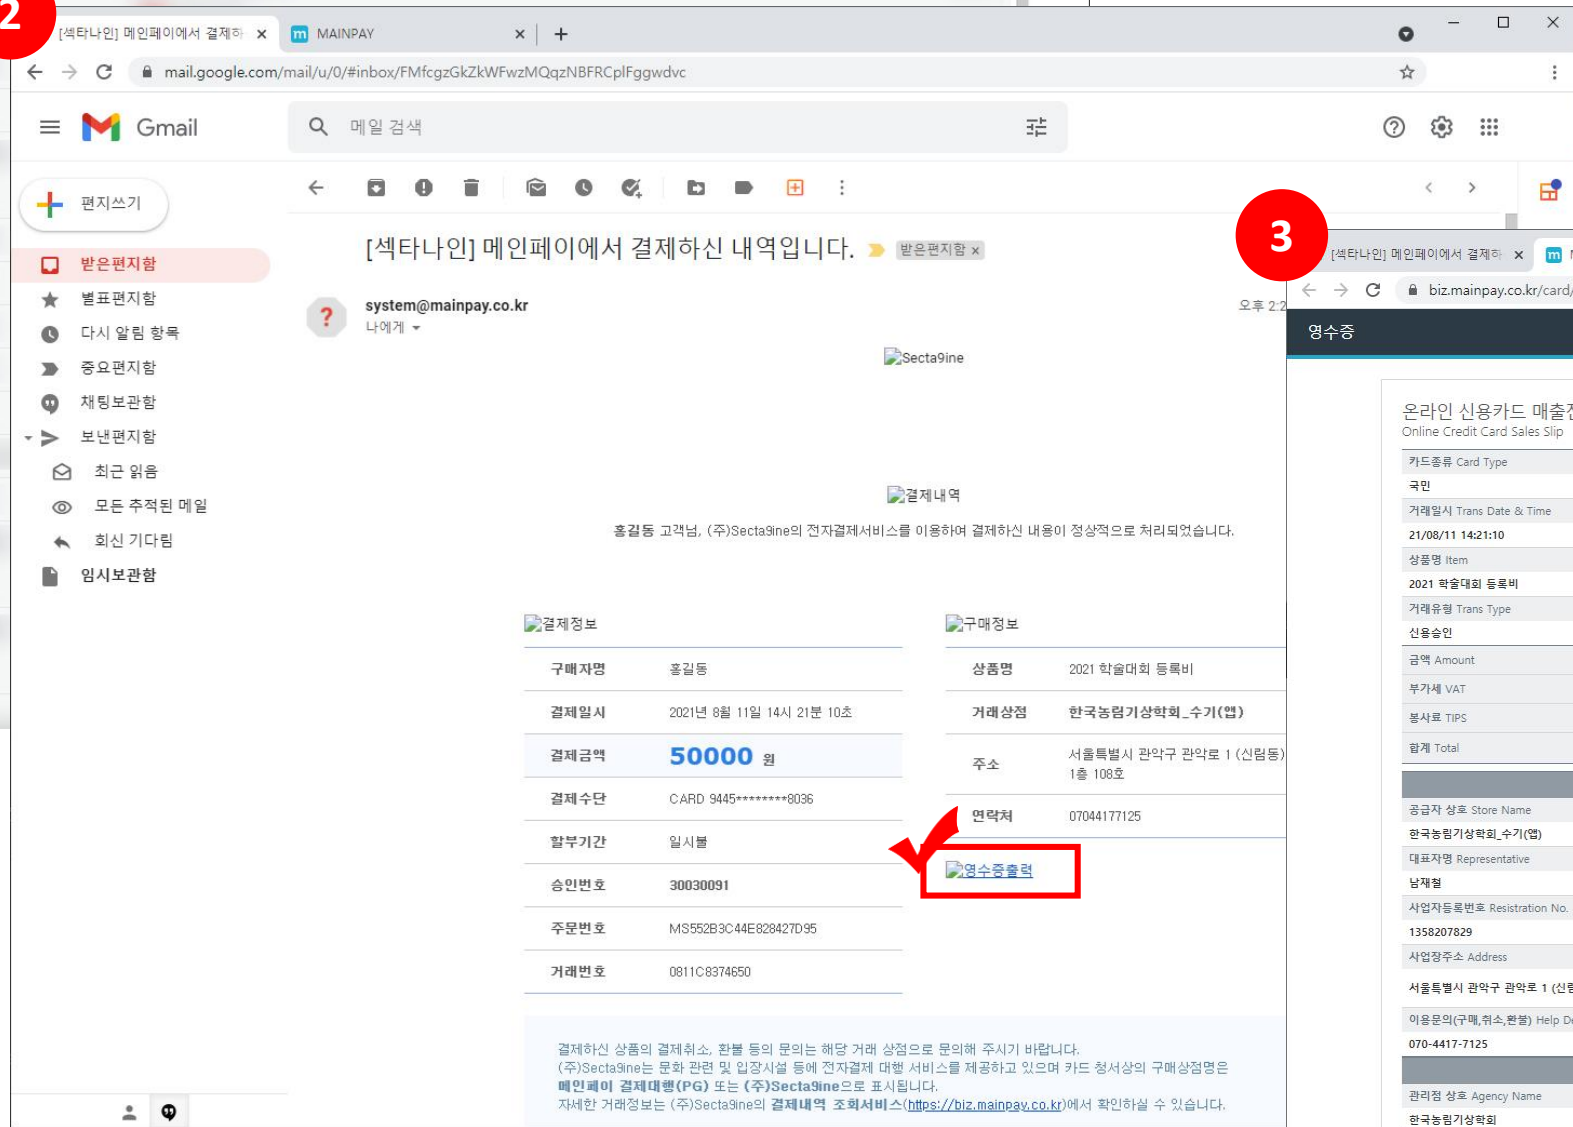 2
[섹타나인] 메인페이에서 결제하
MAINPAY
mail.google.com/mail/u/0/#inbox/FMfcgzGkZkWFwzMQqzNBFRCplFggwdvc
Gmail
메일 검색
편지쓰기
받은편지함
별표편지함
다시 알림 항목
중요편지함
채팅보관함
보낸편지함
최근 읽음
모든 추적된 메일
회신 기다림
임시보관함
[섹타나인] 메인페이에서 결제하신 내역입니다. 받은편지함 x
system@mainpay.co.kr
오후 2:2
나에게
Secta9ine
결제내역
홍길동 고객님, (주)Secta9ine의 전자결제서비스를 이용하여 결제하신 내용이 정상적으로 처리되었습니다.
결제정보
구매자명 홍길동
결제일시 2021년 8월 11일 14시 21분 10초
결제금액 50000 원
결제수단 CARD 9445********8036
할부기간 일시불
승인번호 30030091
주문번호 MS552B3C44E828427D95
거래번호 0811C8374650
구매정보
상품명 2021 학술대회 등록비
거래상점 한국농림기상학회_수기(앱)
주소 서울특별시 관악구 관악로 1 (신림동)
1층 108호
연락처 07044177125
영수증출력
결제하신 상품의 결제취소, 환불 등의 문의는 해당 거래 상점으로 문의해 주시기 바랍니다.
(주)Secta9ine는 문화 관련 및 입장시설 등에 전자결제 대행 서비스를 제공하고 있으며 카드 청서상의 구매상점명은
메인페이 결제대행(PG) 또는 (주)Secta9ine으로 표시됩니다.
자세한 거래정보는 (주)Secta9ine의 결제내역 조회서비스(https://biz.mainpay.co.kr)에서 확인하실 수 있습니다.
3
[섹타나인] 메인페이에서 결제하
biz.mainpay.co.kr/card/
영수증
온라인 신용카드 매출전
Online Credit Card Sales Slip
카드종류 Card Type
국민
거래일시 Trans Date & Time
21/08/11 14:21:10
상품명 Item
2021 학술대회 등록비
거래유형 Trans Type
신용승인
금액 Amount
부가세 VAT
봉사료 TIPS
합계 Total
공급자 상호 Store Name
한국농림기상학회_수기(앱)
대표자명 Representative
남재철
사업자등록번호 Resistration No.
1358207829
사업장주소 Address
서울특별시 관악구 관악로 1 (신림
이용문의(구매,취소,환불) Help De
070-4417-7125
관리점 상호 Agency Name
한국농림기상학회